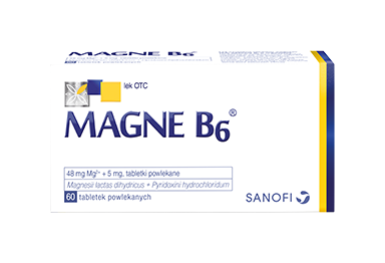 lek OTC
MAGNE B6®
48 mg Mg²⁺ + 5 mg, tabletki powlekane
Magnesii lactas dihydricus + Pyridoxini hydrochloridum
60 tabletek powlekanych
SANOFI